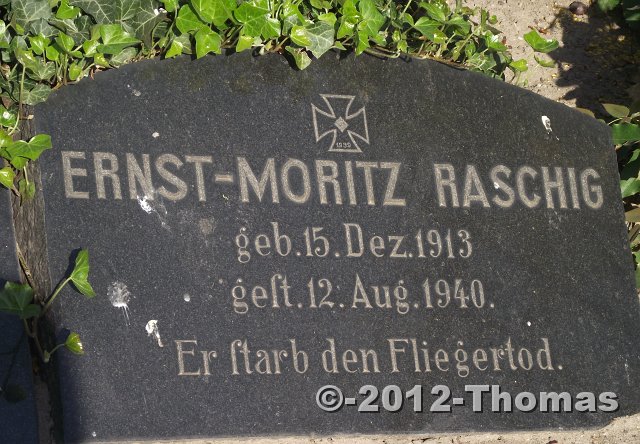 1939
ERNST-MORITZ RASCHIG
geb. 15. Dez. 1913
geſt. 12. Aug. 1940.
Er ſtarb den Fliegertod.
©-2012-Thomas